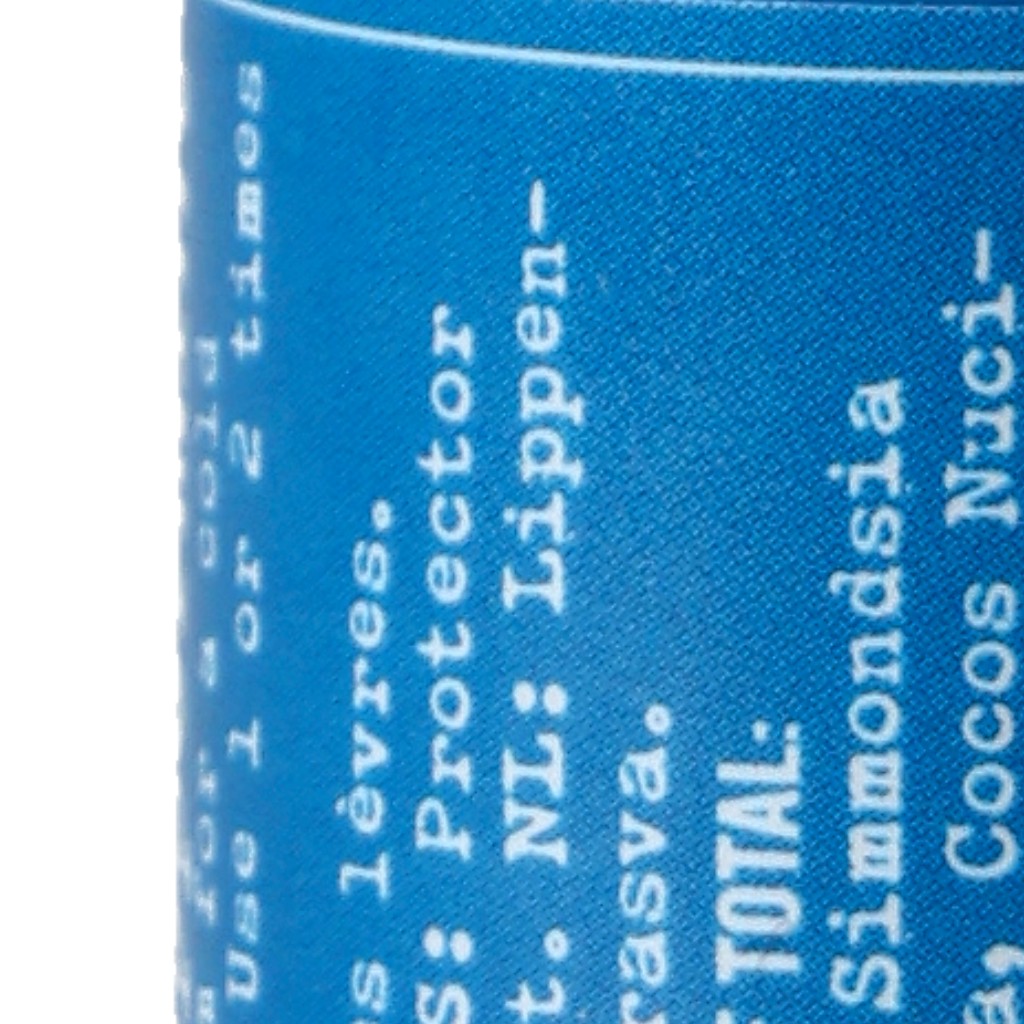 Use 1 or 2 times
s lèvres.
S: Protector
t. NL: Lippen-
rasva.
TOTAL:
Simmondsia
a, Cocos Nuci-